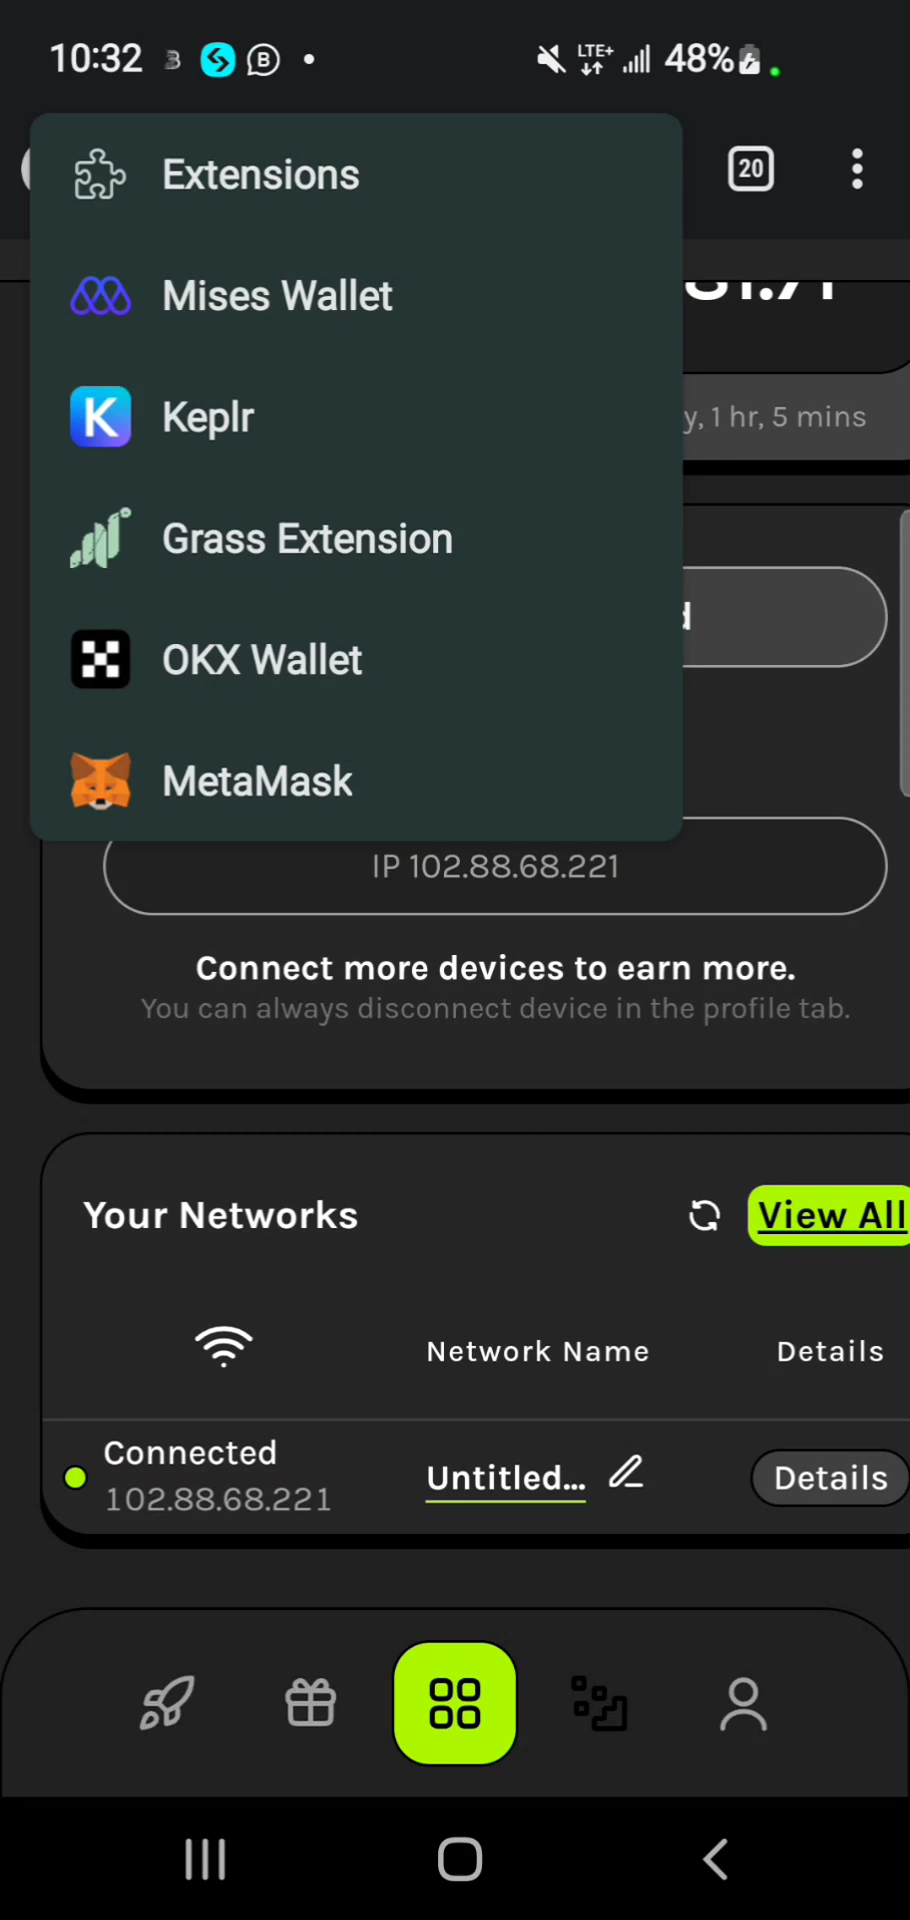 10:32
LTE+
48%
20
Extensions
Mises Wallet
Keplr
y, 1 hr, 5 mins
Grass Extension
OKX Wallet
MetaMask
IP 102.88.68.221
Connect more devices to earn more.
You can always disconnect device in the profile tab.
Your Networks
View All
Network Name
Details
Connected
102.88.68.221
Untitled...
Details